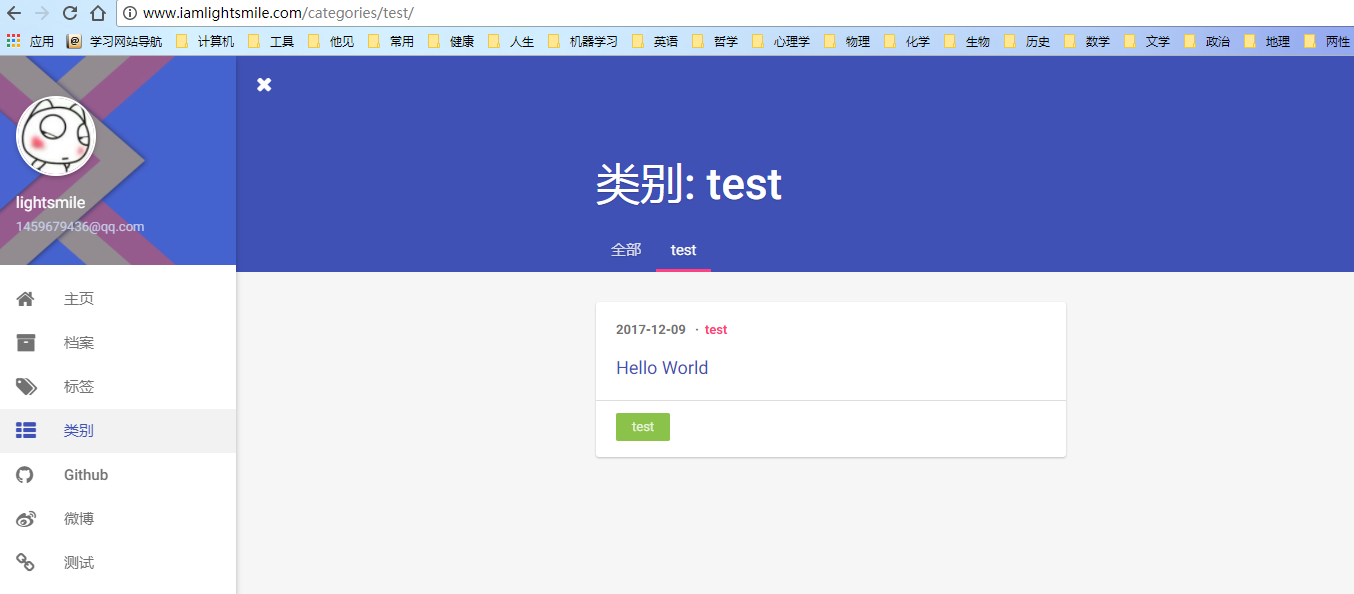 www.iamlightsmile.com/categories/test/
应用 学习网站导航 计算机 工具 他见 常用 健康 人生 机器学习 英语 哲学 心理学 物理 化学 生物 历史 数学 文学 政治 地理 两性
类别: test
lightsmile
1459679436@qq.com
全部 test
主页
档案
标签
类别
Github
微博
测试
2017-12-09 · test
Hello World
test